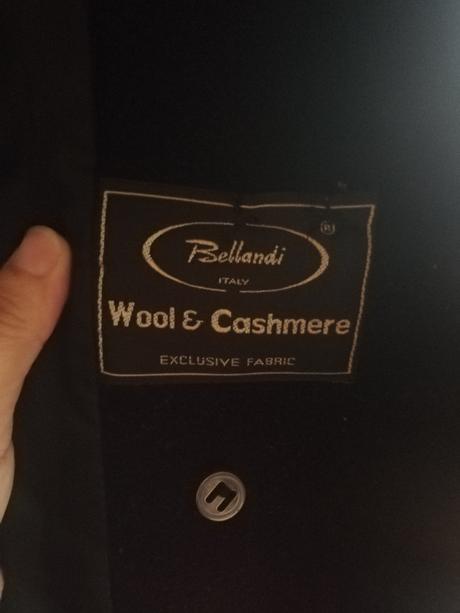 Bellandi
ITALY
®
Wool & Cashmere
EXCLUSIVE FABRIC